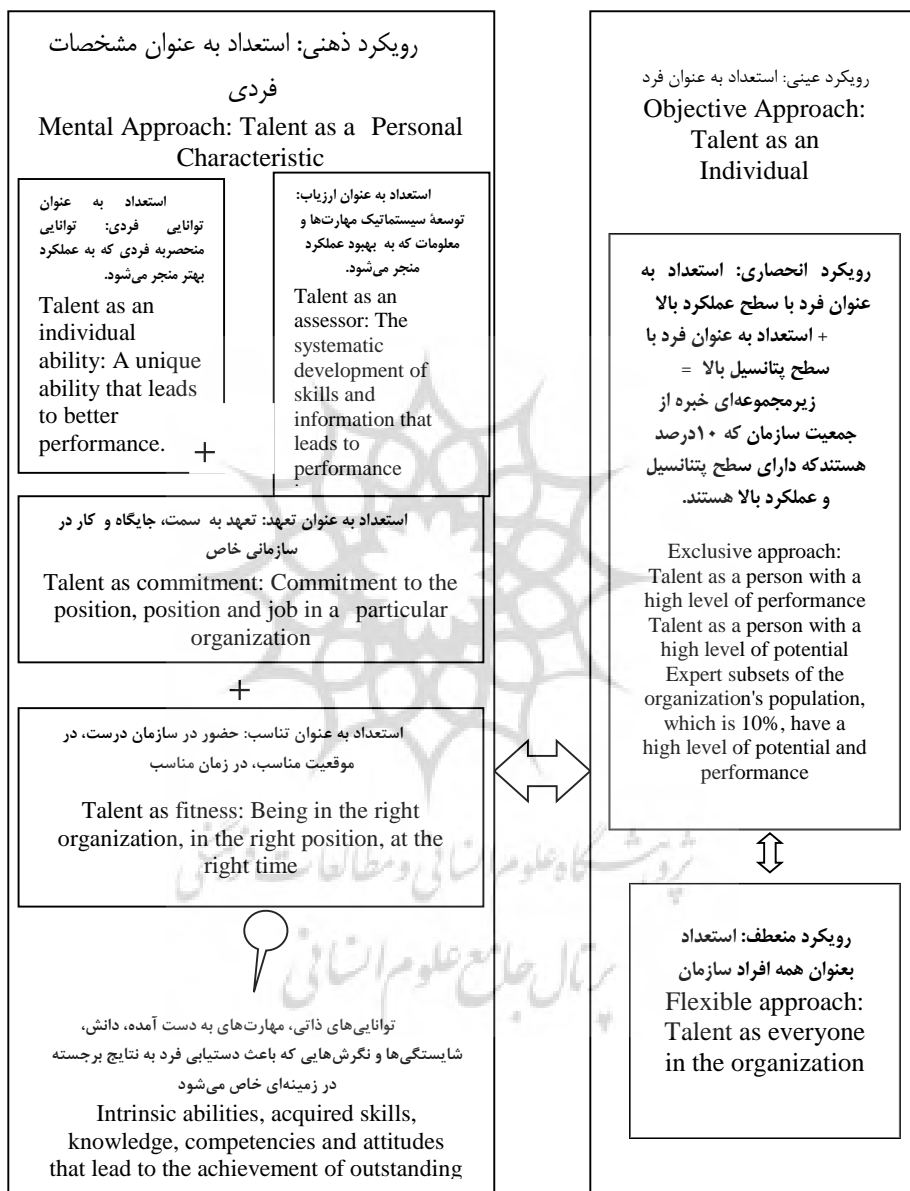 رویکرد ذهنی: استعداد به عنوان مشخصات
فردی
Mental Approach: Talent as a Personal
Characteristic
استعداد به عنوان
توانایی فردی: توانایی
منحصربه فردی که به عملکرد
بهتر منجر می‌شود.
Talent as an
individual
ability: A unique
ability that leads
to better
performance.
+
استعداد به عنوان ارزیاب:
توسعۀ سیستماتیک مهارت‌ها و
معلومات که به بهبود عملکرد
منجر می‌شود.
Talent as an
assessor: The
systematic
development of
skills and
information that
leads to
performance
استعداد به عنوان تعهد: تعهد به سمت، جایگاه و کار در
سازمانی خاص
Talent as commitment: Commitment to the
position, position and job in a particular
organization
+
استعداد به عنوان تناسب: حضور در سازمان درست، در
موقعیت مناسب، در زمان مناسب
Talent as fitness: Being in the right
organization, in the right position, at the
right time
توانایی‌های ذاتی، مهارت‌های به دست آمده، دانش،
شایستگی‌ها و نگرش‌هایی که باعث دستیابی فرد به نتایج برجسته
در زمینه‌ای خاص می‌شود
Intrinsic abilities, acquired skills,
knowledge, competencies and attitudes
that lead to the achievement of outstanding
رویکرد عینی: استعداد به عنوان فرد
Objective Approach:
Talent as an
Individual
رویکرد انحصاری: استعداد به
عنوان فرد با سطح عملکرد بالا
+ استعداد به عنوان فرد با
سطح پتانسیل بالا =
زیرمجموعه‌ای خبره از
جمعیت سازمان که ۱۰درصد
هستندکه دارای سطح پتنانسیل
و عملکرد بالا هستند.
Exclusive approach:
Talent as a person with a
high level of performance
Talent as a person with a
high level of potential
Expert subsets of the
organization's population,
which is 10%, have a
high level of potential and
performance
رویکرد منعطف: استعداد
بعنوان همه افراد سازمان
Flexible approach:
Talent as everyone
in the organization
پژوهشگاه علوم انسانی و مطالعات فرهنگی
پرتال جامع علوم انسانی